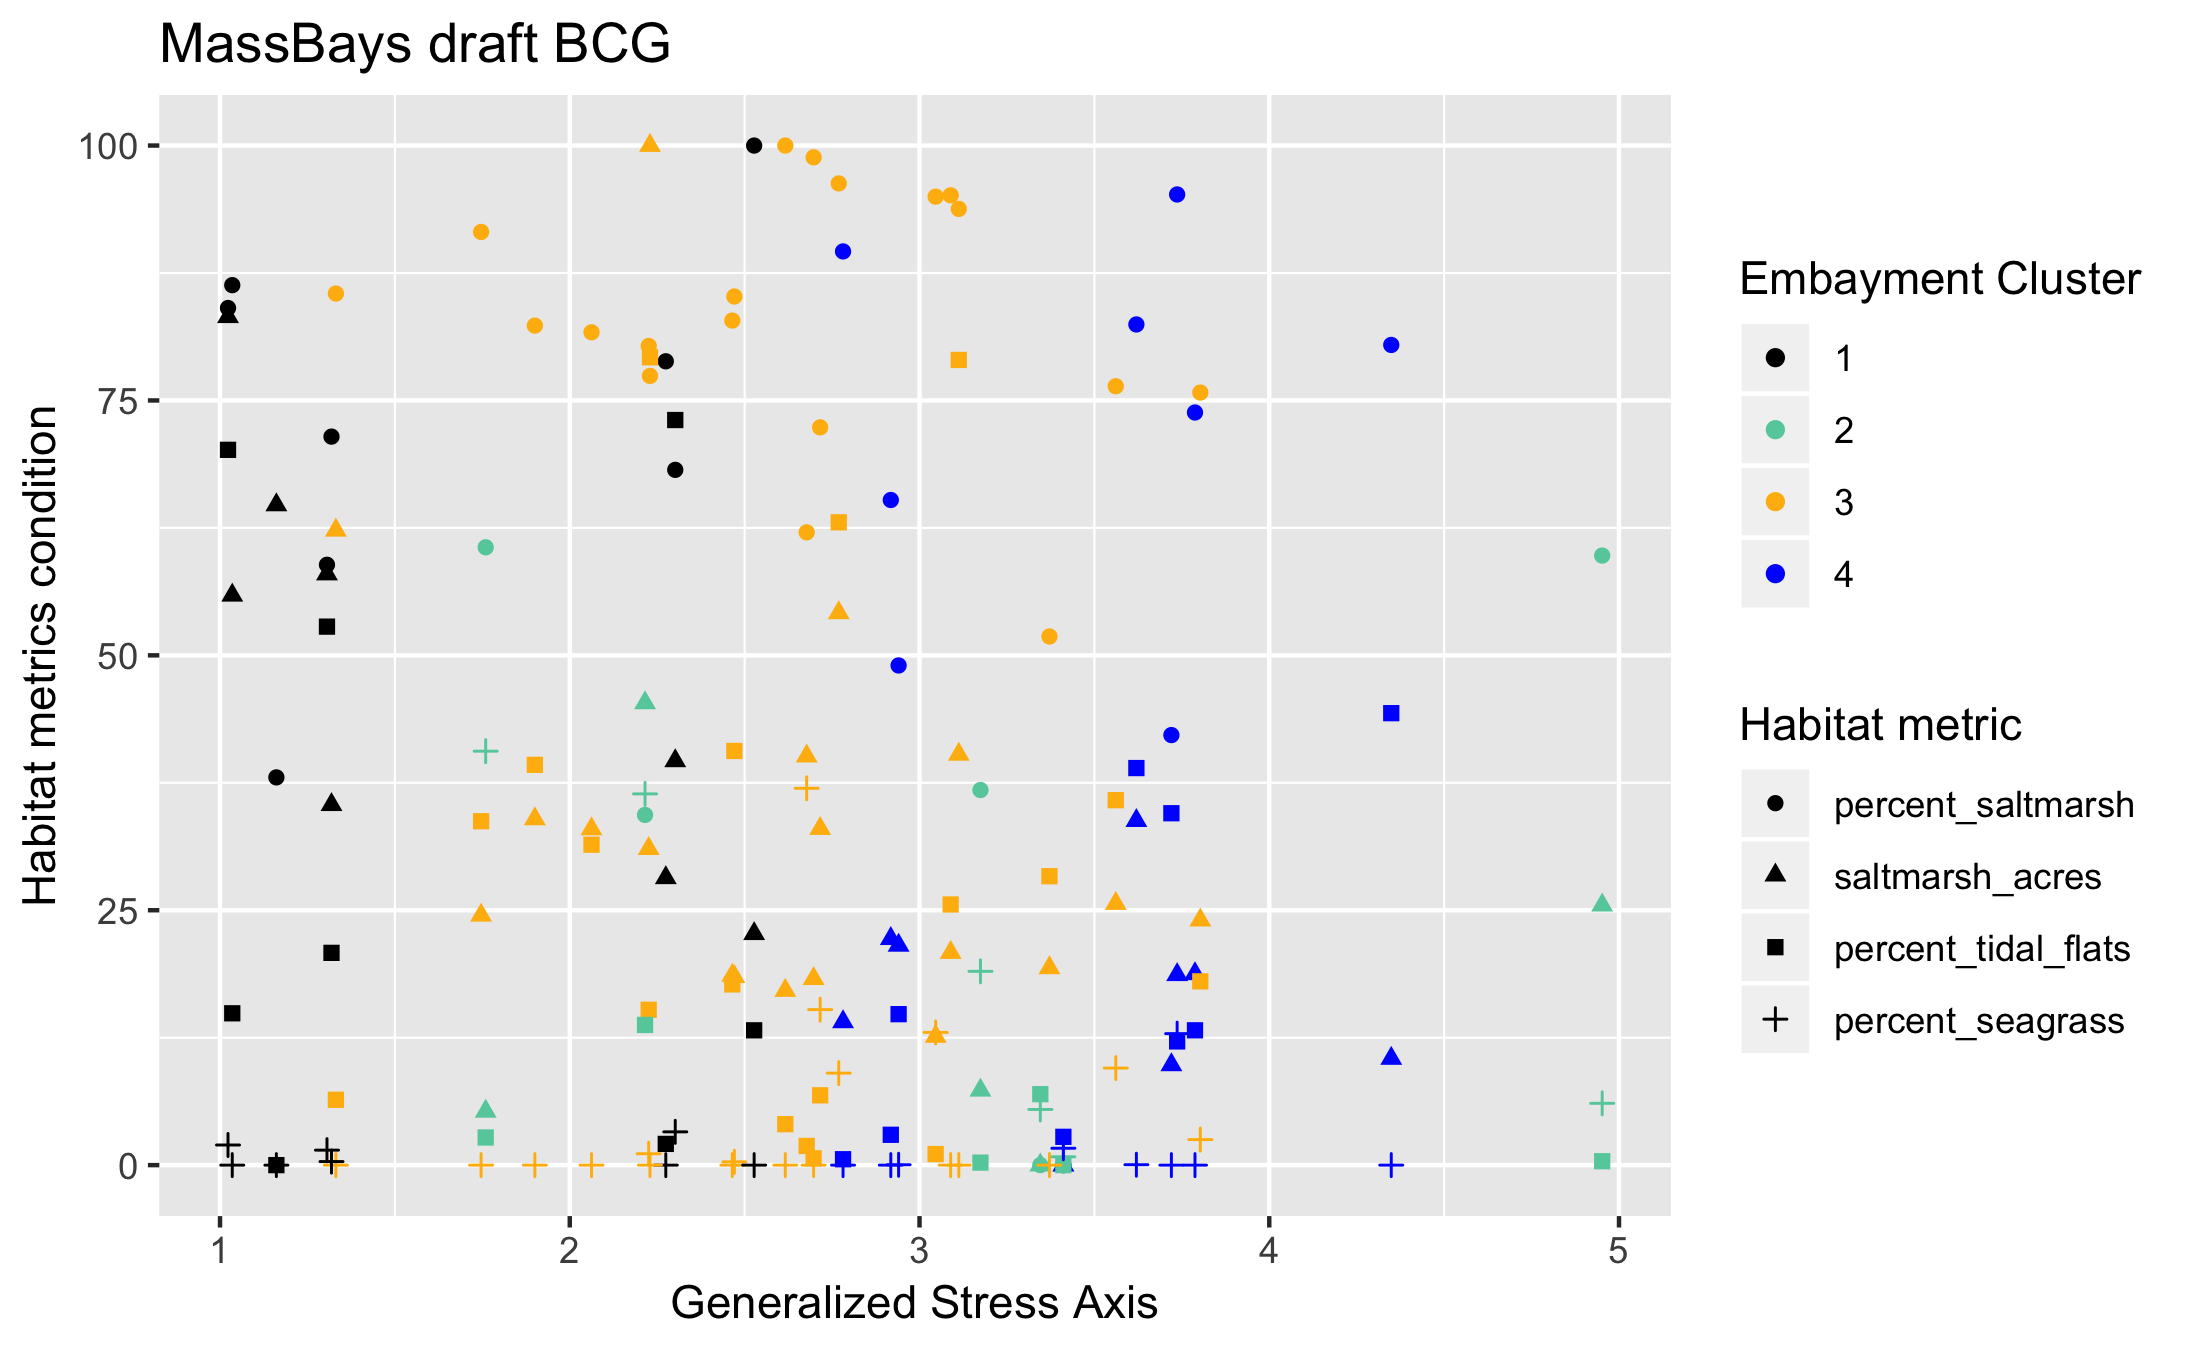 MassBays draft BCG
100
75
50
25
0
Habitat metrics condition
1
2
3
4
5
Generalized Stress Axis
Embayment Cluster
1
2
3
4
Habitat metric
percent_saltmarsh
saltmarsh_acres
percent_tidal_flats
percent_seagrass